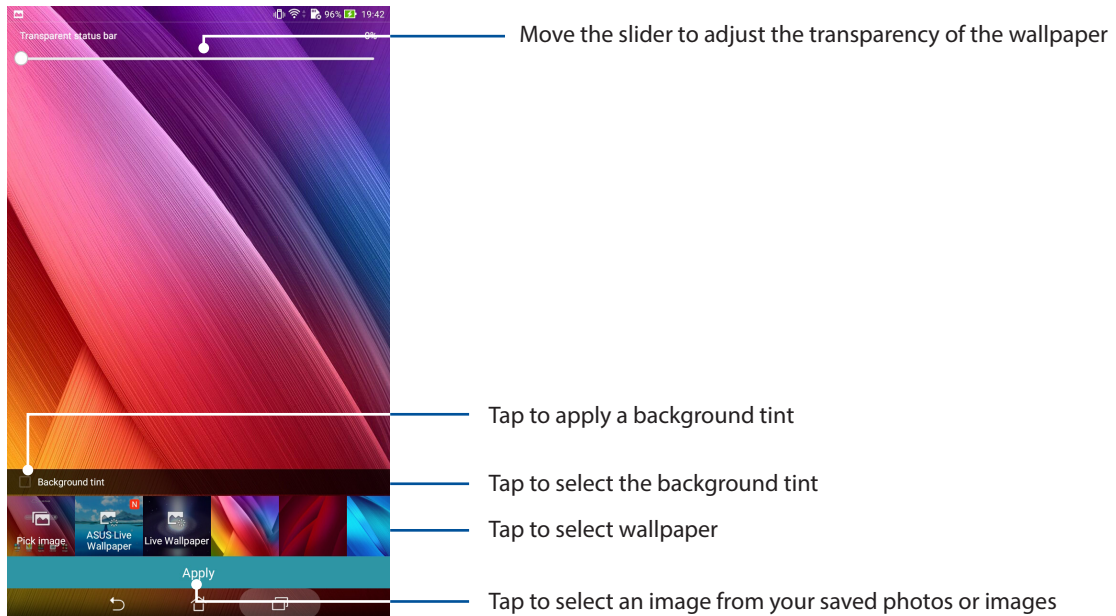 96% 19:42
Transparent status bar 0%
Move the slider to adjust the transparency of the wallpaper
Tap to apply a background tint
Background tint
Tap to select the background tint
N
Pick image
ASUS Live
Wallpaper
Live Wallpaper
Tap to select wallpaper
Apply
Tap to select an image from your saved photos or images